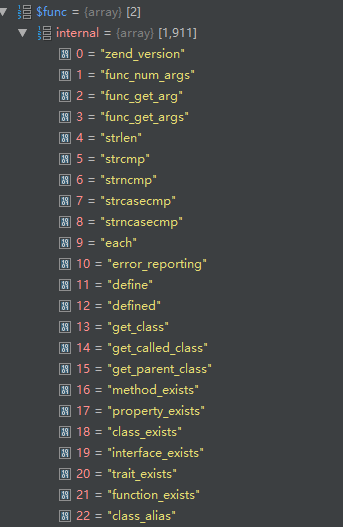 $func = {array} [2]
internal = {array} [1,911]
0 = "zend_version"
1 = "func_num_args"
2 = "func_get_arg"
3 = "func_get_args"
4 = "strlen"
5 = "strcmp"
6 = "strncmp"
7 = "strcasecmp"
8 = "strncasecmp"
9 = "each"
10 = "error_reporting"
11 = "define"
12 = "defined"
13 = "get_class"
14 = "get_called_class"
15 = "get_parent_class"
16 = "method_exists"
17 = "property_exists"
18 = "class_exists"
19 = "interface_exists"
20 = "trait_exists"
21 = "function_exists"
22 = "class_alias"